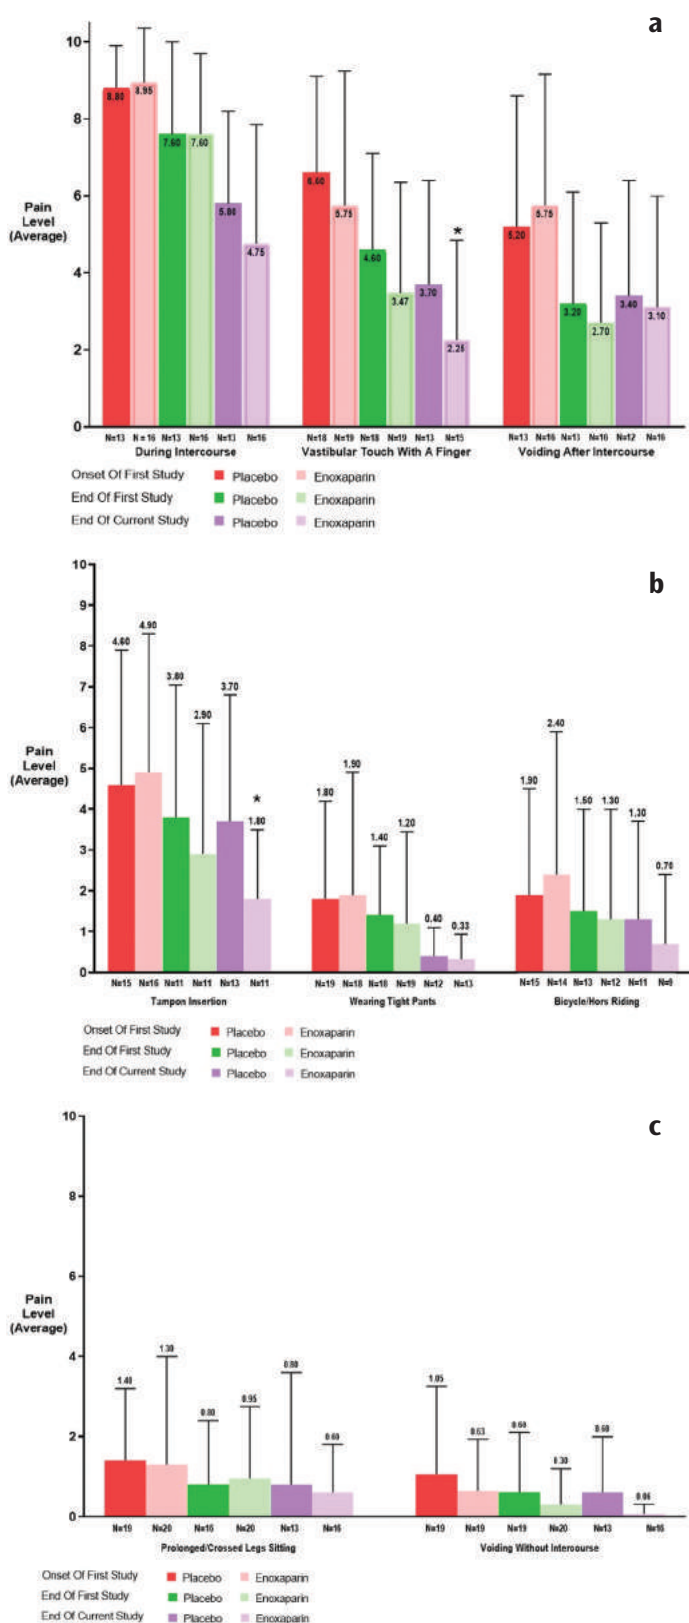 a
10
8
6
4
2
0
Pain
Level
(Average)
8.80
8.95
7.60
7.60
5.80
4.75
6.60
5.75
4.60
3.47
3.70
*
2.25
5.20
5.75
3.20
2.70
3.40
3.10
N=13 N = 16 N=13 N=16 N=13 N=16 N=18 N=19 N=18 N=19 N=13 N=15 N=13 N=16 N=13 N=16 N=12 N=16
During Intercourse Vastibular Touch With A Finger Voiding After Intercourse
Onset Of First Study Placebo Enoxaparin
End Of First Study Placebo Enoxaparin
End Of Current Study Placebo Enoxaparin
b
10
9
8
7
6
5
4
3
2
1
0
Pain
Level
(Average)
4.60
4.90
3.80
2.90
3.70
*
1.80
1.80
1.90
1.40
1.20
0.40
0.33
1.90
2.40
1.50
1.30
1.30
0.70
N=15 N=16 N=11 N=11 N=13 N=11 N=19 N=18 N=18 N=19 N=12 N=13 N=15 N=14 N=13 N=12 N=11 N=9
Tampon Insertion Wearing Tight Pants Bicycle/Hors Riding
Onset Of First Study Placebo Enoxaparin
End Of First Study Placebo Enoxaparin
End Of Current Study Placebo Enoxaparin
c
10
8
6
4
2
0
Pain
Level
(Average)
1.40
1.30
0.80
0.95
0.80
0.60
1.05
0.63
0.60
0.30
0.60
0.06
N=19 N=20 N=16 N=20 N=13 N=16 N=19 N=19 N=19 N=20 N=13 N=16
Prolonged/Crossed Legs Sitting Voiding Without Intercourse
Onset Of First Study Placebo Enoxaparin
End Of First Study Placebo Enoxaparin
End Of Current Study Placebo Enoxaparin